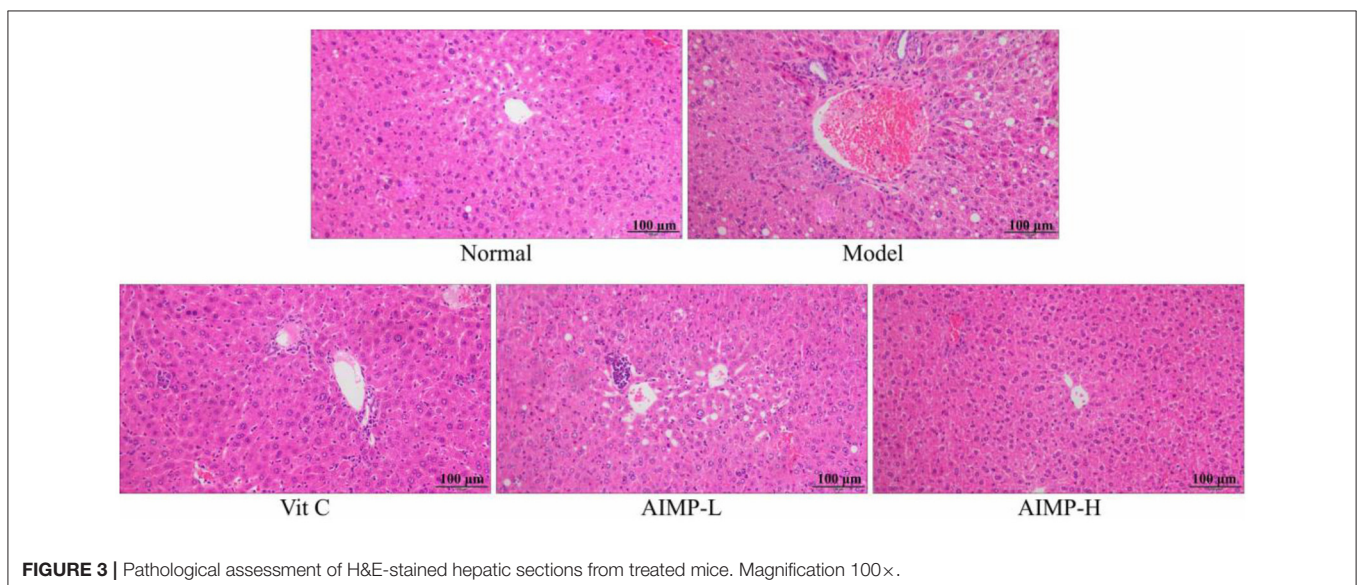 100 μm
100 μm
Normal
Model
100 μm
100 μm
100 μm
Vit C
AIMP-L
AIMP-H
FIGURE 3 | Pathological assessment of H&E-stained hepatic sections from treated mice. Magnification 100×.